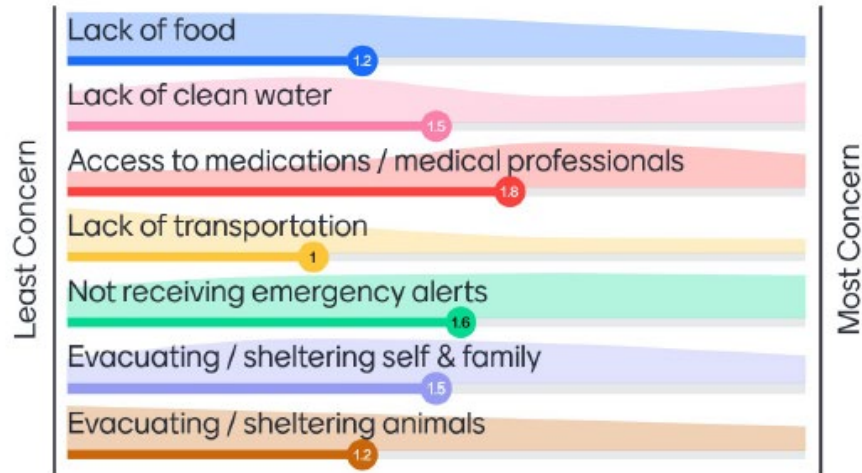 Lack of food
1.2
Lack of clean water
1.5
Access to medications / medical professionals
1.8
Lack of transportation
1
Not receiving emergency alerts
1.6
Evacuating / sheltering self & family
1.5
Evacuating / sheltering animals
1.2
Least Concern
Most Concern